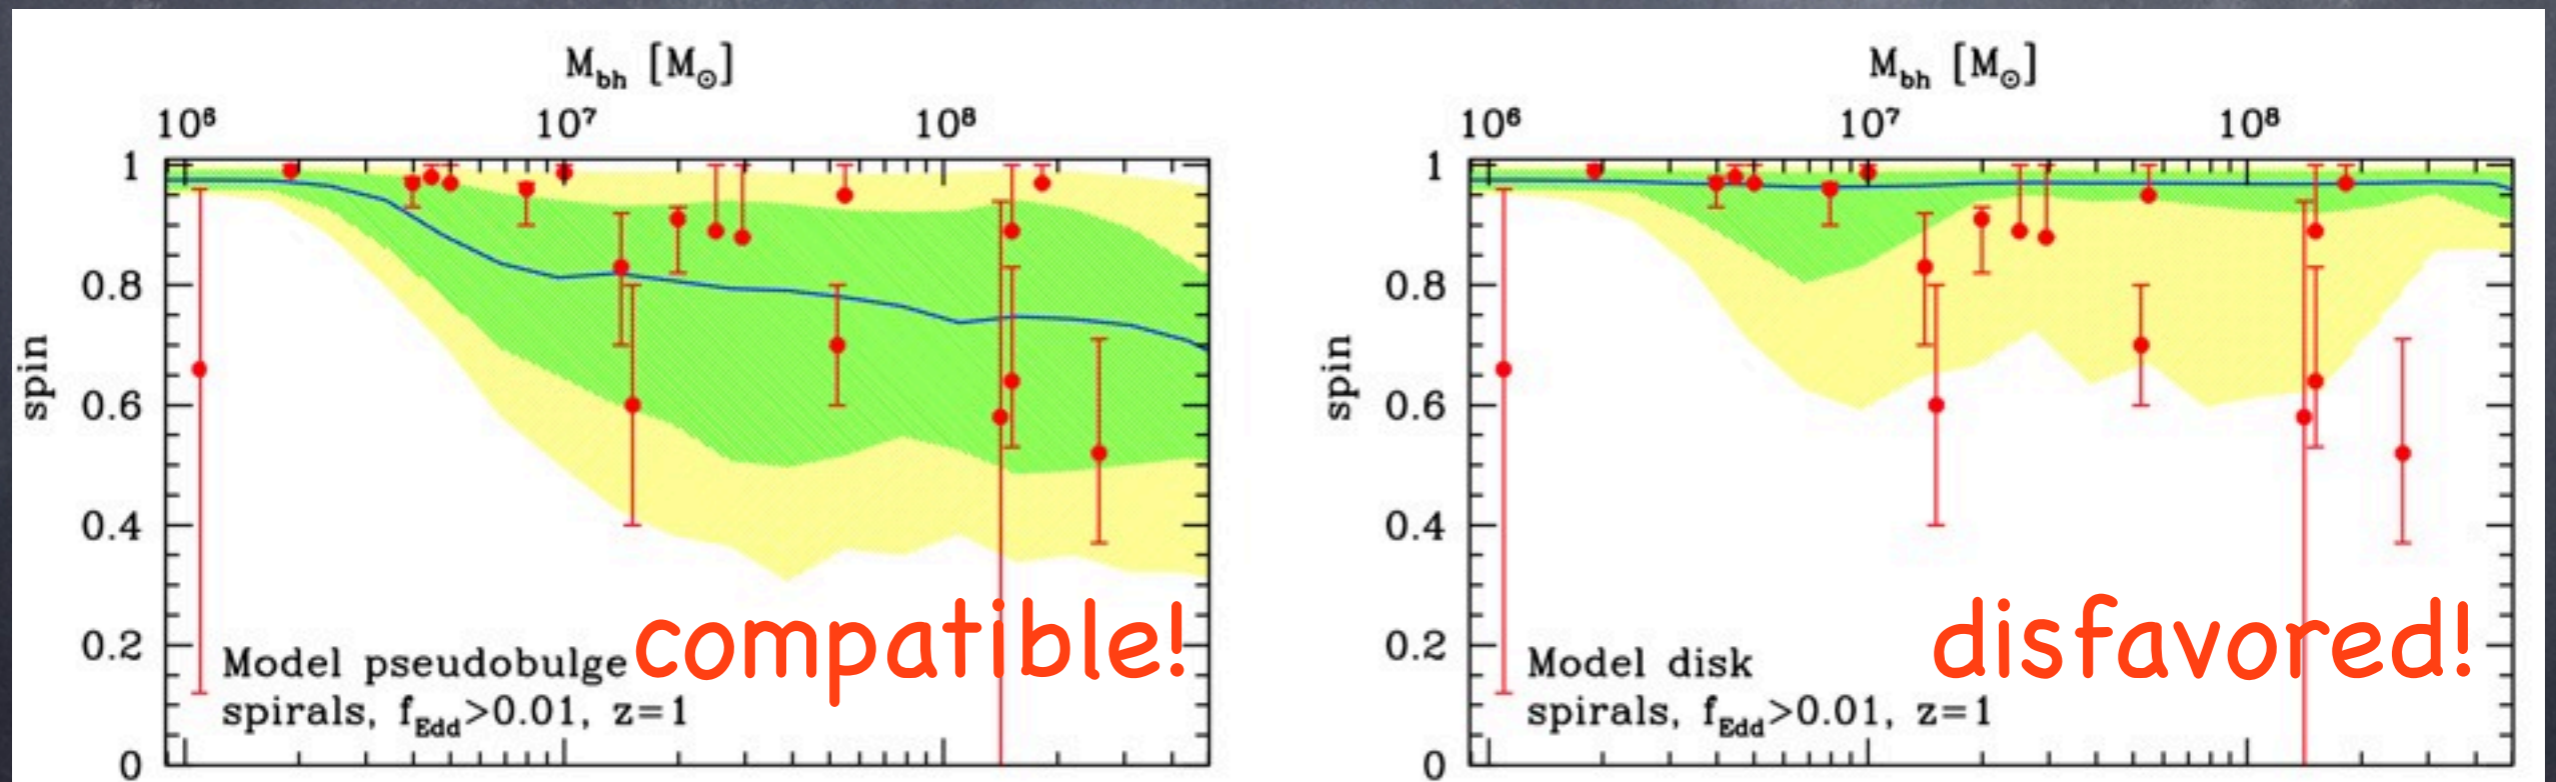 M_bh [M_⊙]
10⁶ 10⁷ 10⁸
1
0.8
0.6
0.4
0.2
0
spin
compatible!
Model pseudobulge
spirals, f_Edd>0.01, z=1
M_bh [M_⊙]
10⁶ 10⁷ 10⁸
1
0.8
0.6
0.4
0.2
0
spin
disfavored!
Model disk
spirals, f_Edd>0.01, z=1